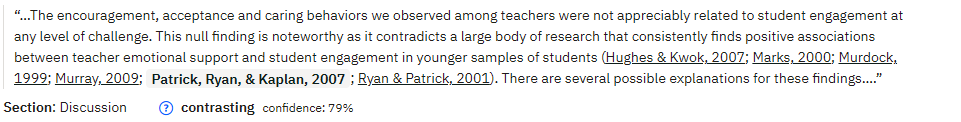 “...The encouragement, acceptance and caring behaviors we observed among teachers were not appreciably related to student engagement at
any level of challenge. This null finding is noteworthy as it contradicts a large body of research that consistently finds positive associations
between teacher emotional support and student engagement in younger samples of students (Hughes & Kwok, 2007; Marks, 2000; Murdock,
1999; Murray, 2009; Patrick, Ryan, & Kaplan, 2007 ; Ryan & Patrick, 2001). There are several possible explanations for these findings....”
Section: Discussion ? contrasting confidence: 79%